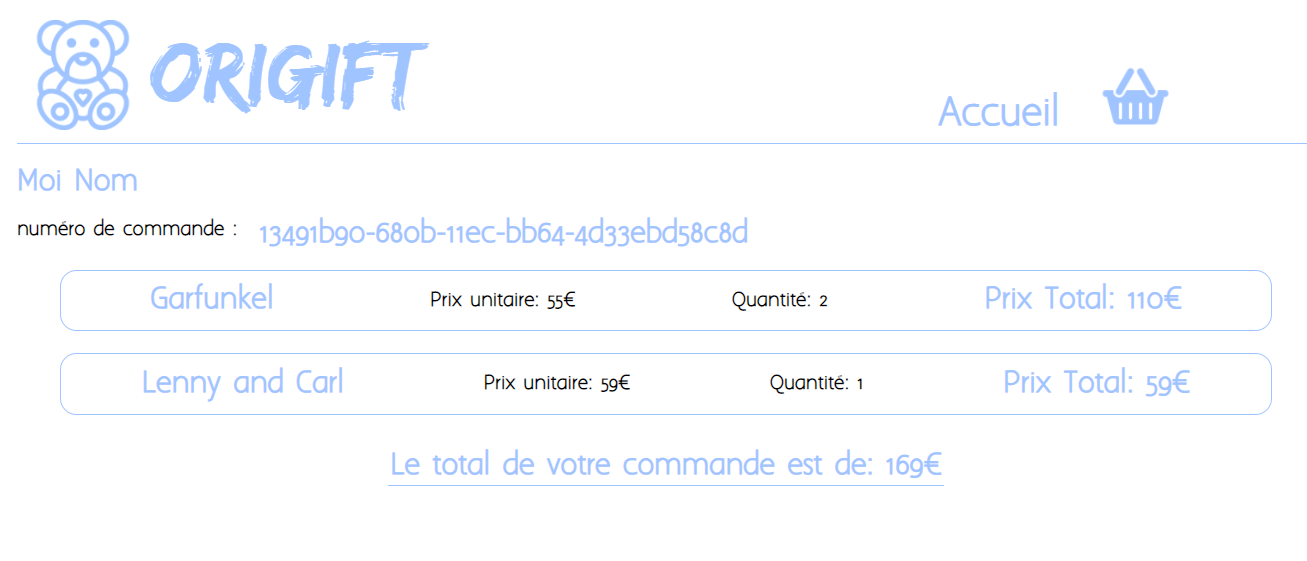 ORIGIFT
Accueil
Moi Nom
numéro de commande : 13491b90-680b-11ec-bb64-4d33ebd58c8d
Garfunkel Prix unitaire: 55€ Quantité: 2 Prix Total: 110€
Lenny and Carl Prix unitaire: 59€ Quantité: 1 Prix Total: 59€
Le total de votre commande est de: 169€